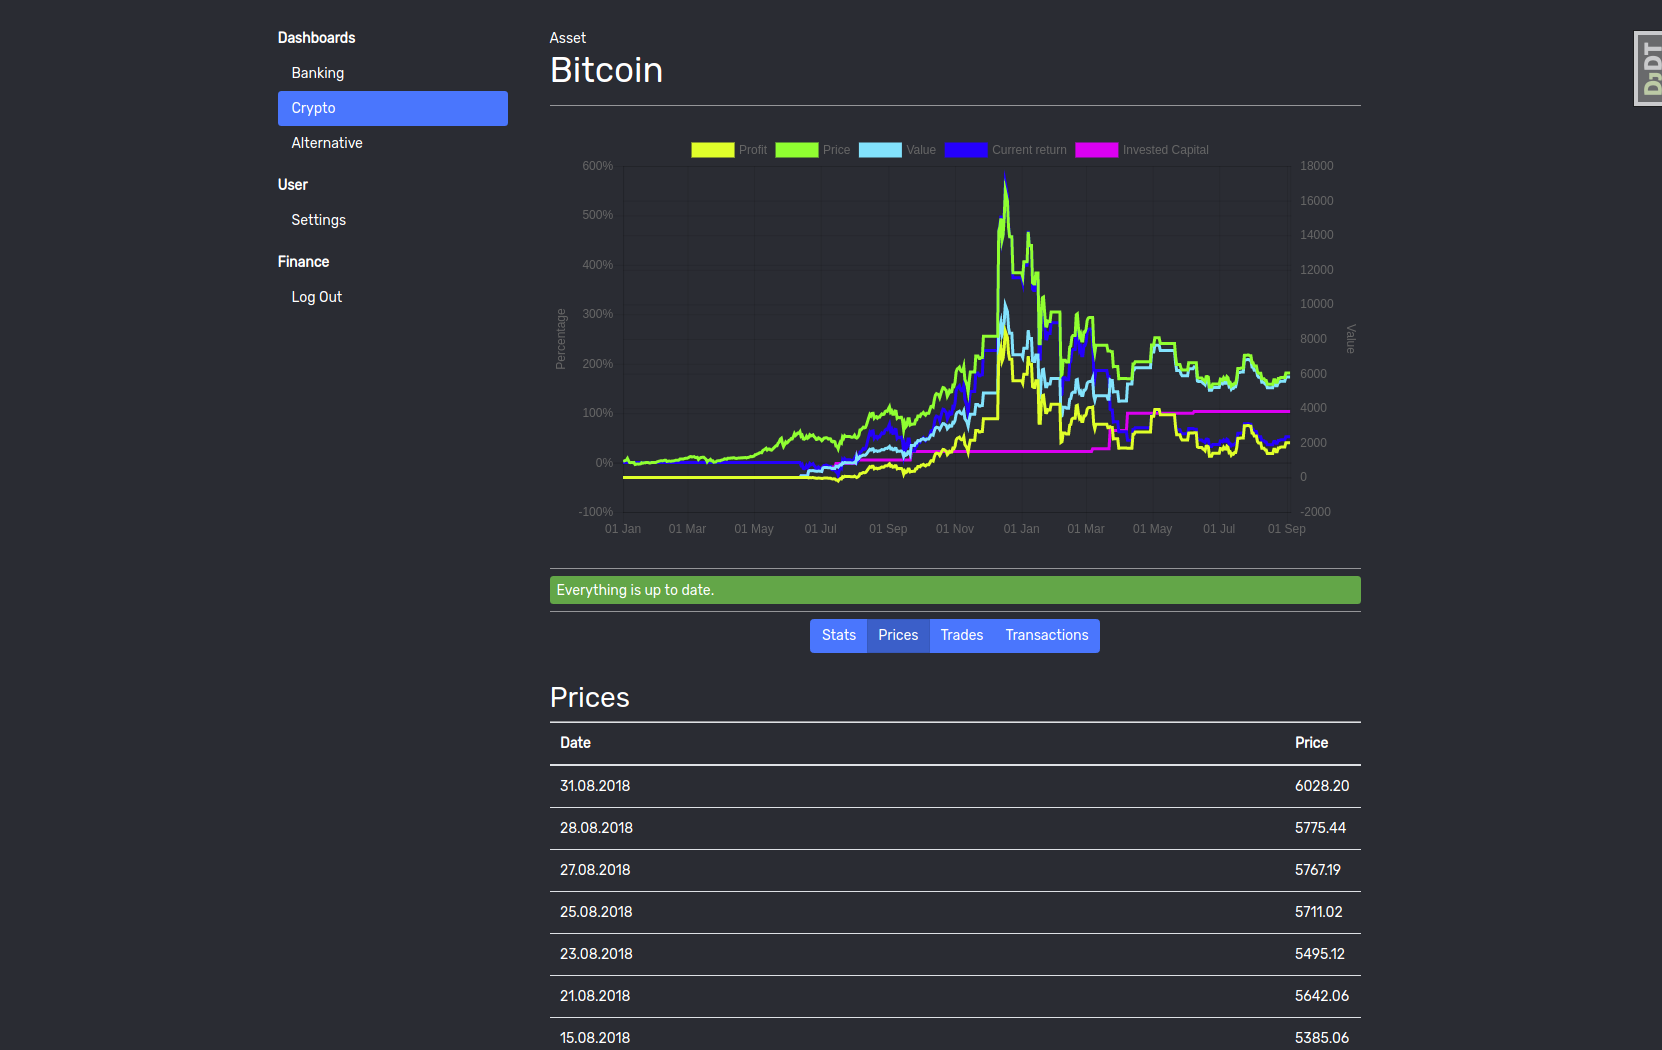 Dashboards
Banking
Crypto
Alternative
User
Settings
Finance
Log Out
Asset
Bitcoin
Profit Price Value Current return Invested Capital
600% 18000
500% 16000
400% 14000
300% 12000
200% 10000
100% 8000
0% 6000
-100% 4000
2000
0
-2000
Percentage
Value
01 Jan 01 Mar 01 May 01 Jul 01 Sep 01 Nov 01 Jan 01 Mar 01 May 01 Jul 01 Sep
Everything is up to date.
Stats Prices Trades Transactions
Prices
Date Price
31.08.2018 6028.20
28.08.2018 5775.44
27.08.2018 5767.19
25.08.2018 5711.02
23.08.2018 5495.12
21.08.2018 5642.06
15.08.2018 5385.06
DjDT